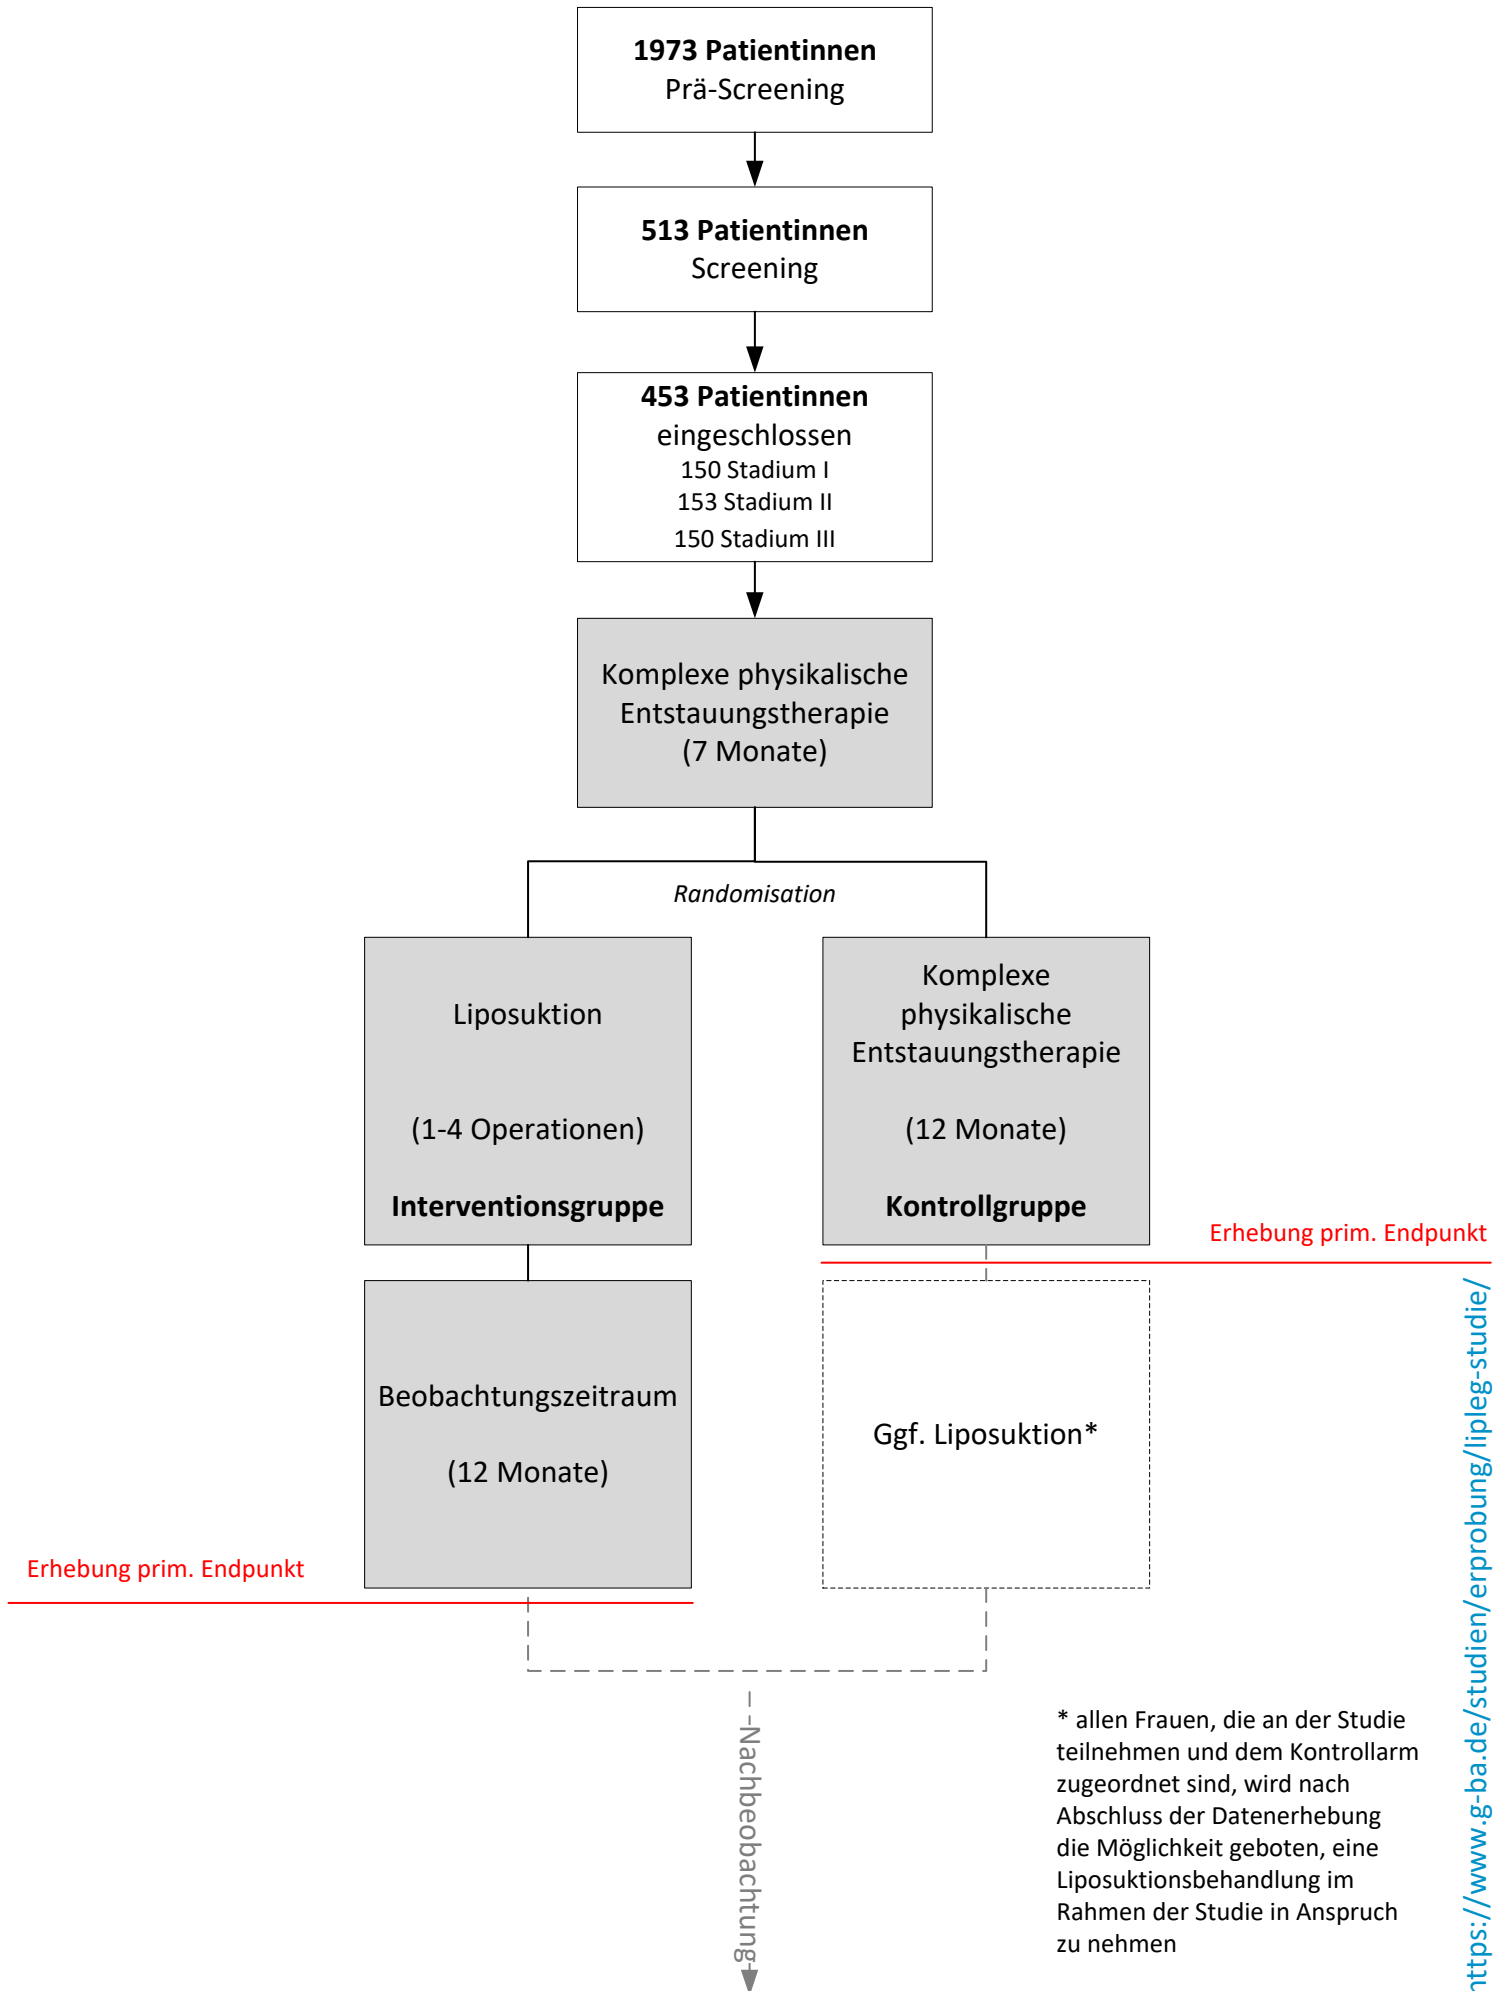 1973 Patientinnen
Prä-Screening
513 Patientinnen
Screening
453 Patientinnen
eingeschlossen
150 Stadium I
153 Stadium II
150 Stadium III
Komplexe physikalische
Entstauungstherapie
(7 Monate)
Randomisation
Liposuktion
(1-4 Operationen)
Interventionsgruppe
Komplexe
physikalische
Entstauungstherapie
(12 Monate)
Kontrollgruppe
Erhebung prim. Endpunkt
Beobachtungszeitraum
(12 Monate)
Ggf. Liposuktion*
Erhebung prim. Endpunkt
Nachbeobachtung
* allen Frauen, die an der Studie
teilnehmen und dem Kontrollarm
zugeordnet sind, wird nach
Abschluss der Datenerhebung
die Möglichkeit geboten, eine
Liposuktionsbehandlung im
Rahmen der Studie in Anspruch
zu nehmen
https://www.g-ba.de/studien/erprobung/lipleg-studie/